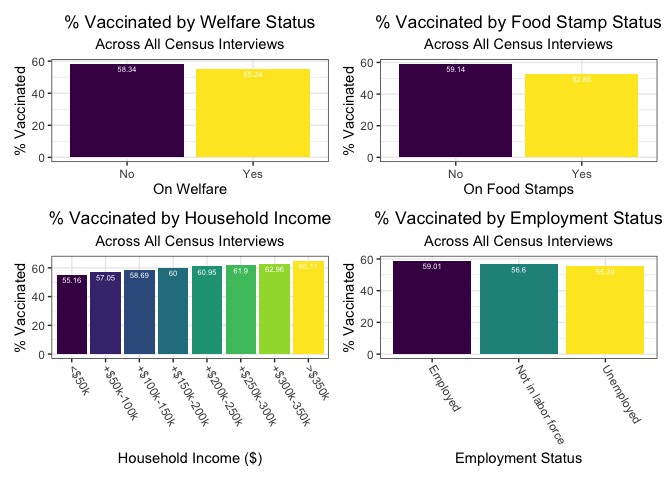 % Vaccinated by Welfare Status
Across All Census Interviews
% Vaccinated
60
40
20
0
58.34
55.24
No
Yes
On Welfare
% Vaccinated by Food Stamp Status
Across All Census Interviews
% Vaccinated
60
40
20
0
59.14
52.85
No
Yes
On Food Stamps
% Vaccinated by Household Income
Across All Census Interviews
% Vaccinated
60
40
20
0
55.16
57.05
58.69
60
60.95
61.9
62.96
65.11
<$50k
+$50k-100k
+$100k-150k
+$150k-200k
+$200k-250k
+$250k-300k
+$300k-350k
>$350k
Household Income ($)
% Vaccinated by Employment Status
Across All Census Interviews
% Vaccinated
60
40
20
0
59.01
56.6
55.39
Employed
Not in labor force
Unemployed
Employment Status